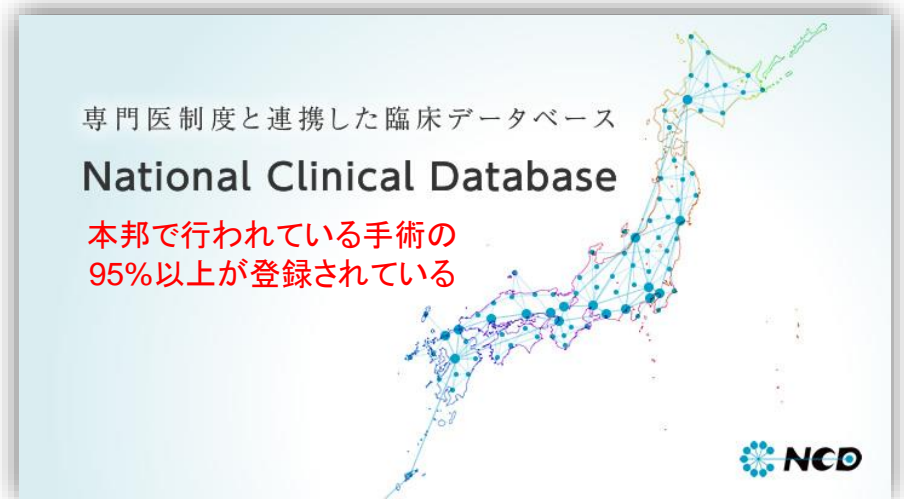 専門医制度と連携した臨床データベース
National Clinical Database
本邦で行われている手術の
95%以上が登録されている
NCD